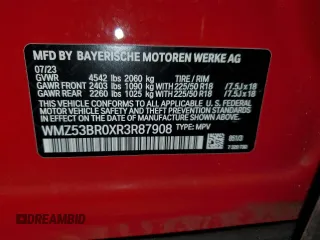 MFD BY BAYERISCHE MOTOREN WERKE AG
07/23
GVWR 4542 lbs 2060 kg TIRE / RIM
GAWR FRONT 2403 lbs 1090 kg WITH 225/50 R18 /7.5J x 18
GAWR REAR 2260 lbs 1025 kg WITH 225/50 R18 /7.5J x 18
THIS VEHICLE CONFORMS TO ALL APPLICABLE FEDERAL MOTOR
VEHICLE SAFETY, BUMPER, AND THEFT PREVENTION STANDARDS
IN EFFECT ON THE DATE OF MANUFACTURE SHOWN ABOVE.
WMZ53BR0XR3R87908 TYPE: MPV
DREAMBID